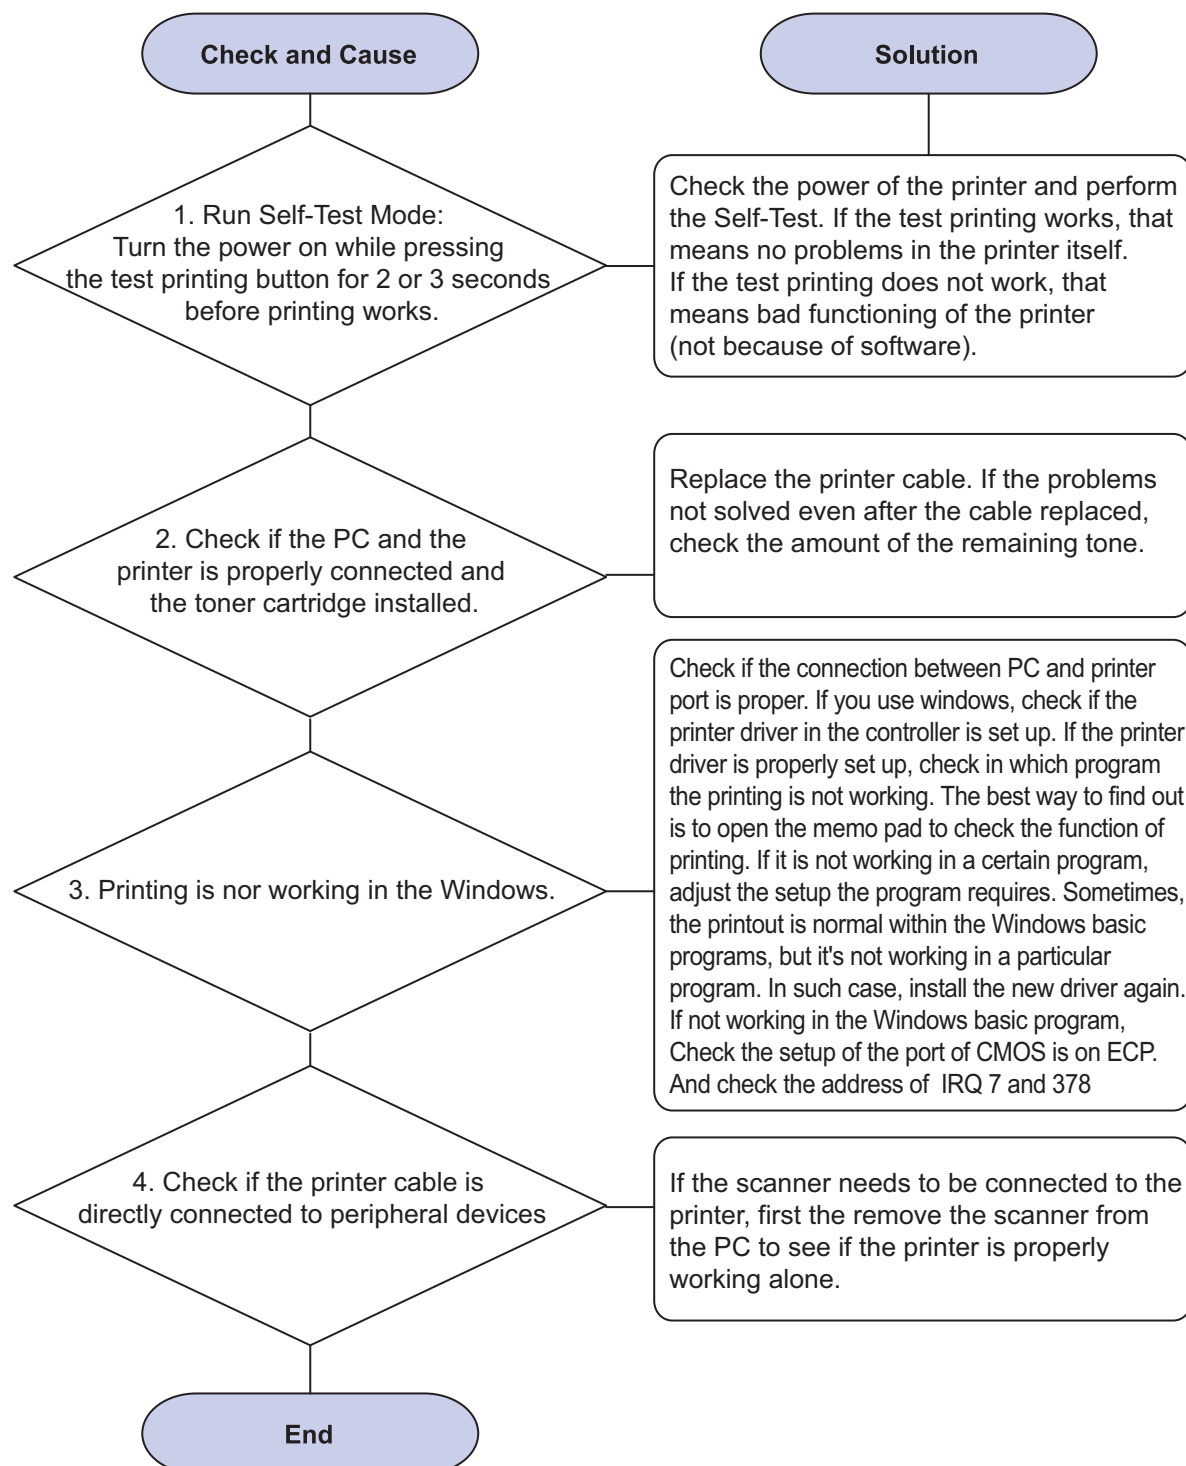 Check and Cause
Solution
1. Run Self-Test Mode:
Turn the power on while pressing
the test printing button for 2 or 3 seconds
before printing works.
Check the power of the printer and perform
the Self-Test. If the test printing works, that
means no problems in the printer itself.
If the test printing does not work, that
means bad functioning of the printer
(not because of software).
2. Check if the PC and the
printer is properly connected and
the toner cartridge installed.
Replace the printer cable. If the problems
not solved even after the cable replaced,
check the amount of the remaining tone.
3. Printing is nor working in the Windows.
Check if the connection between PC and printer
port is proper. If you use windows, check if the
printer driver in the controller is set up. If the printer
driver is properly set up, check in which program
the printing is not working. The best way to find out
is to open the memo pad to check the function of
printing. If it is not working in a certain program,
adjust the setup the program requires. Sometimes,
the printout is normal within the Windows basic
programs, but it's not working in a particular
program. In such case, install the new driver again.
If not working in the Windows basic program,
Check the setup of the port of CMOS is on ECP.
And check the address of IRQ 7 and 378
4. Check if the printer cable is
directly connected to peripheral devices
If the scanner needs to be connected to the
printer, first the remove the scanner from
the PC to see if the printer is properly
working alone.
End